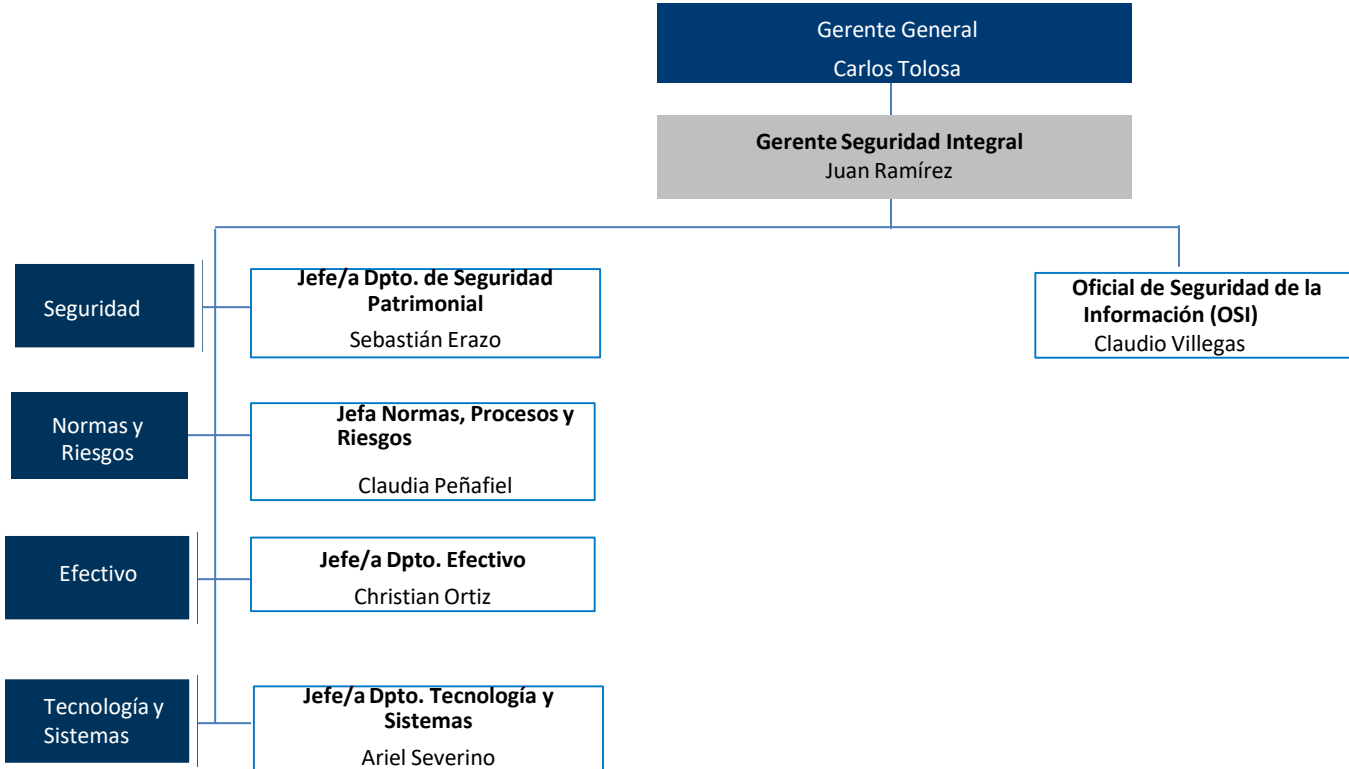 Gerente General
Carlos Tolosa
Gerente Seguridad Integral
Juan Ramírez
Seguridad
Jefe/a Dpto. de Seguridad
Patrimonial
Sebastián Erazo
Oficial de Seguridad de la
Información (OSI)
Claudio Villegas
Normas y
Riesgos
Jefa Normas, Procesos y
Riesgos
Claudia Peñafiel
Efectivo
Jefe/a Dpto. Efectivo
Christian Ortiz
Tecnología y
Sistemas
Jefe/a Dpto. Tecnología y
Sistemas
Ariel Severino